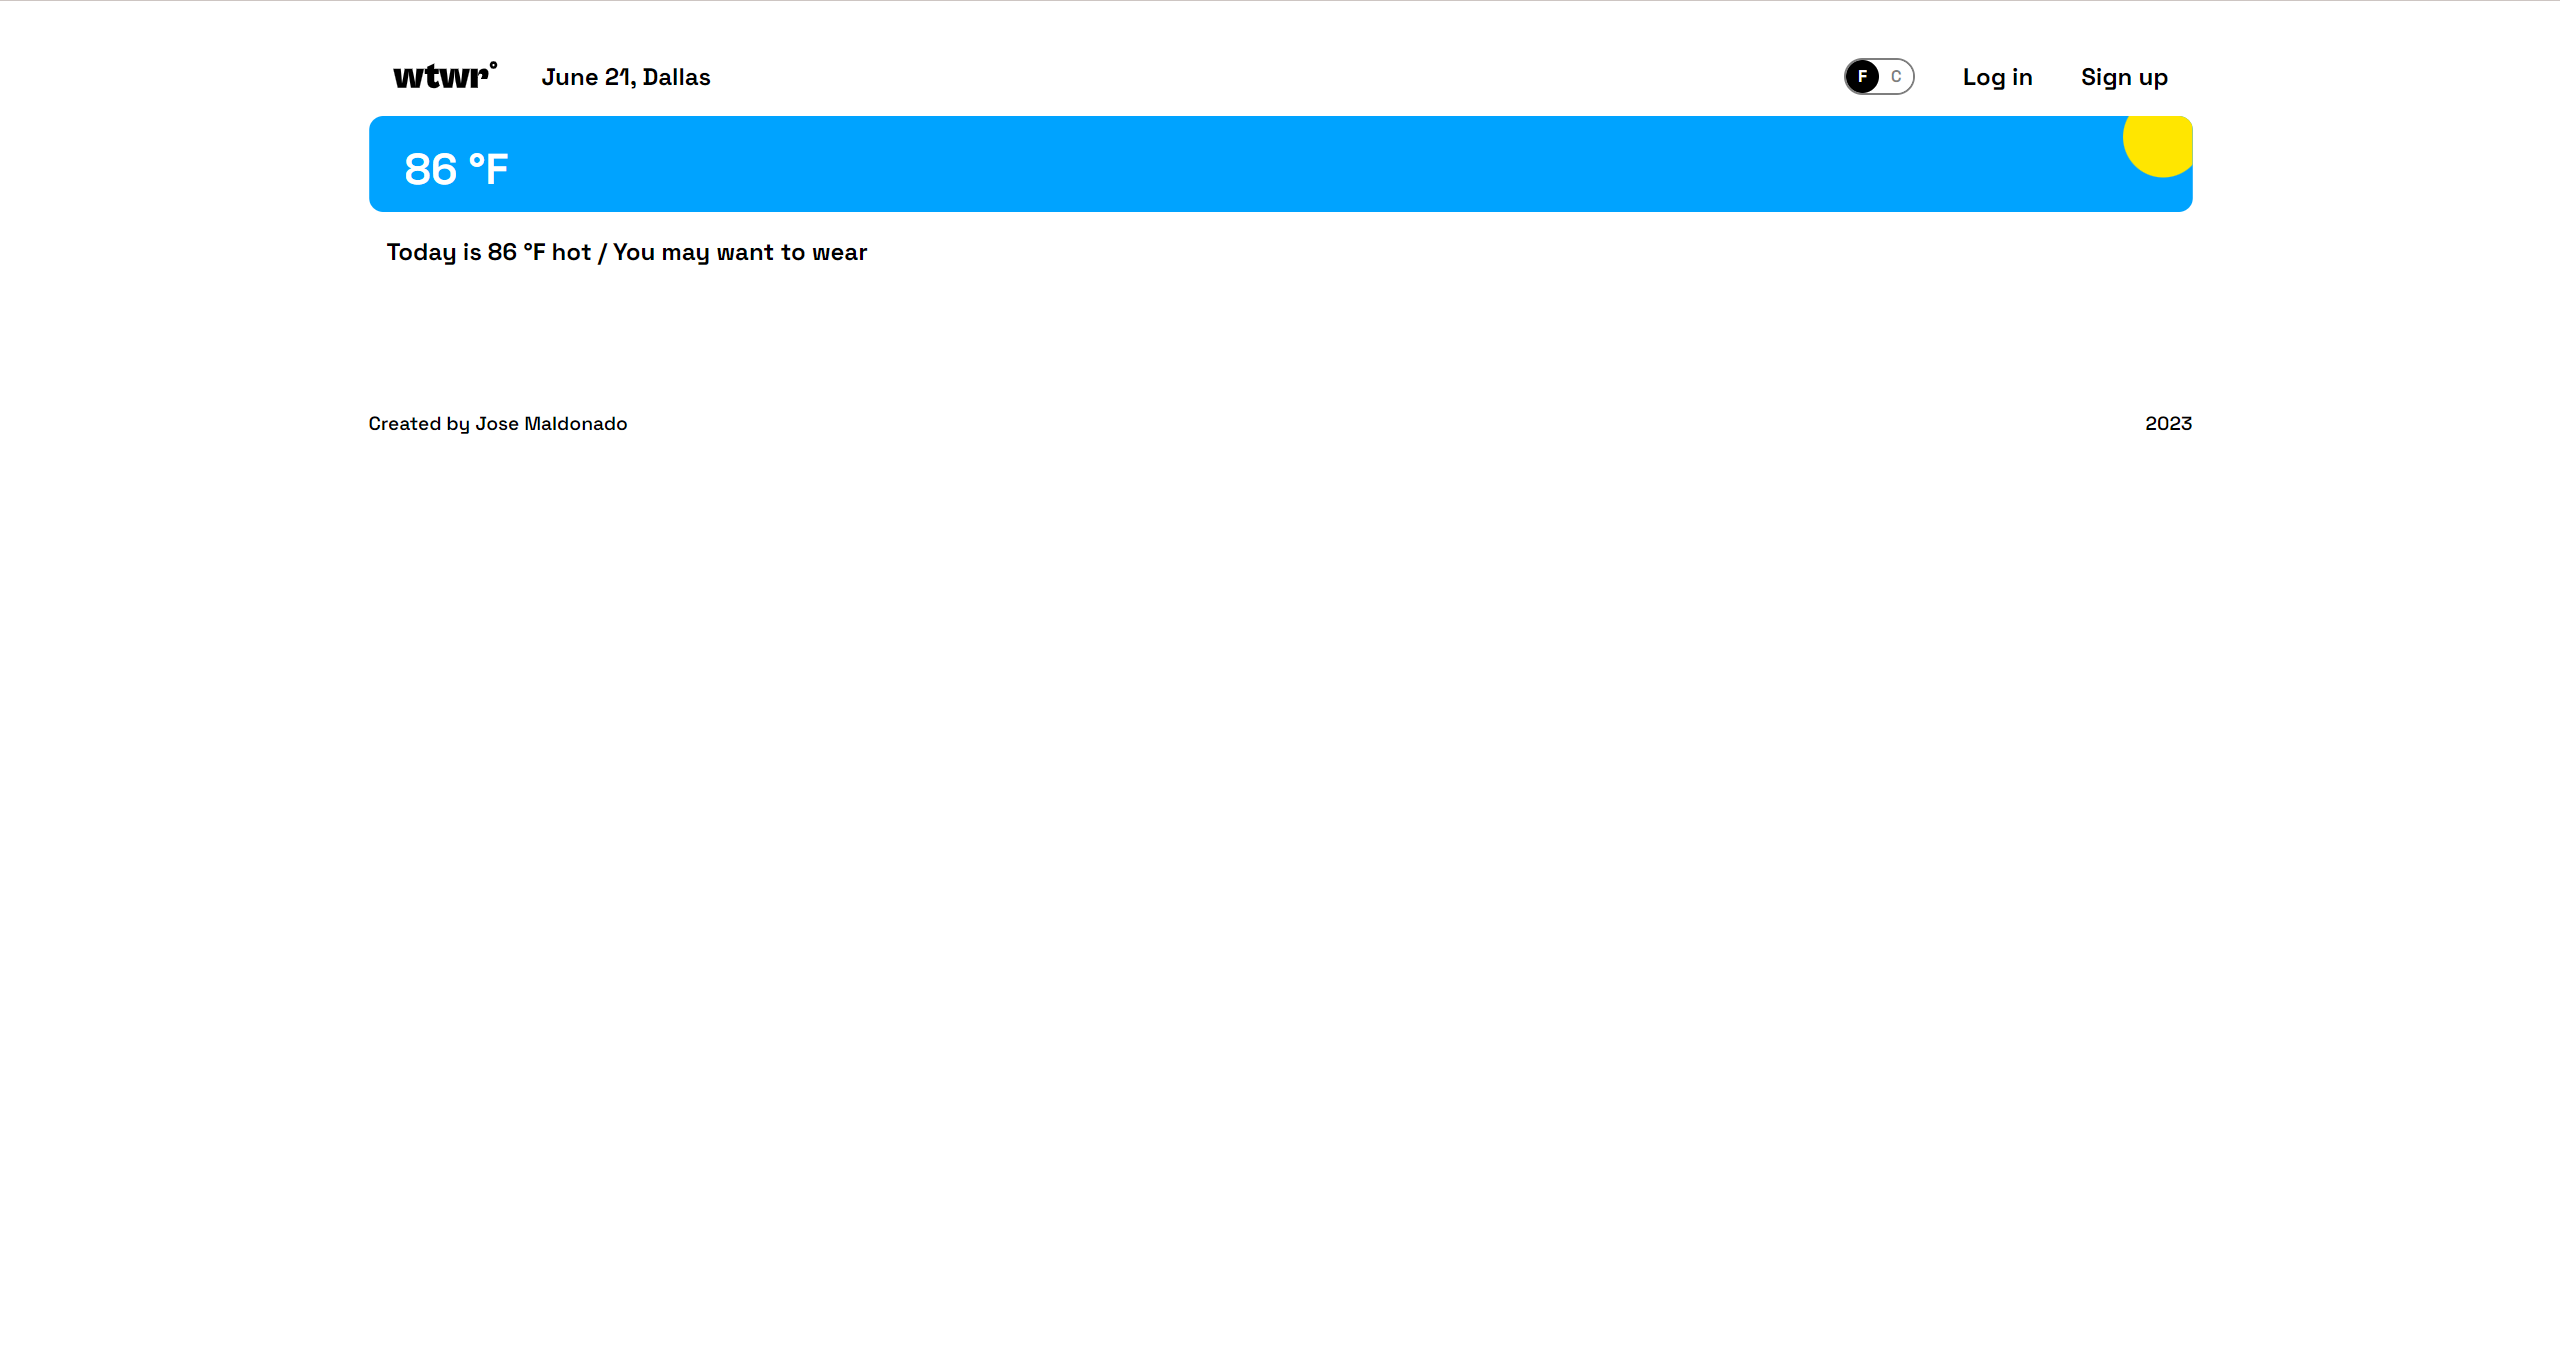 wtwr° June 21, Dallas F C Log in Sign up
86 °F
Today is 86 °F hot / You may want to wear
Created by Jose Maldonado 2023